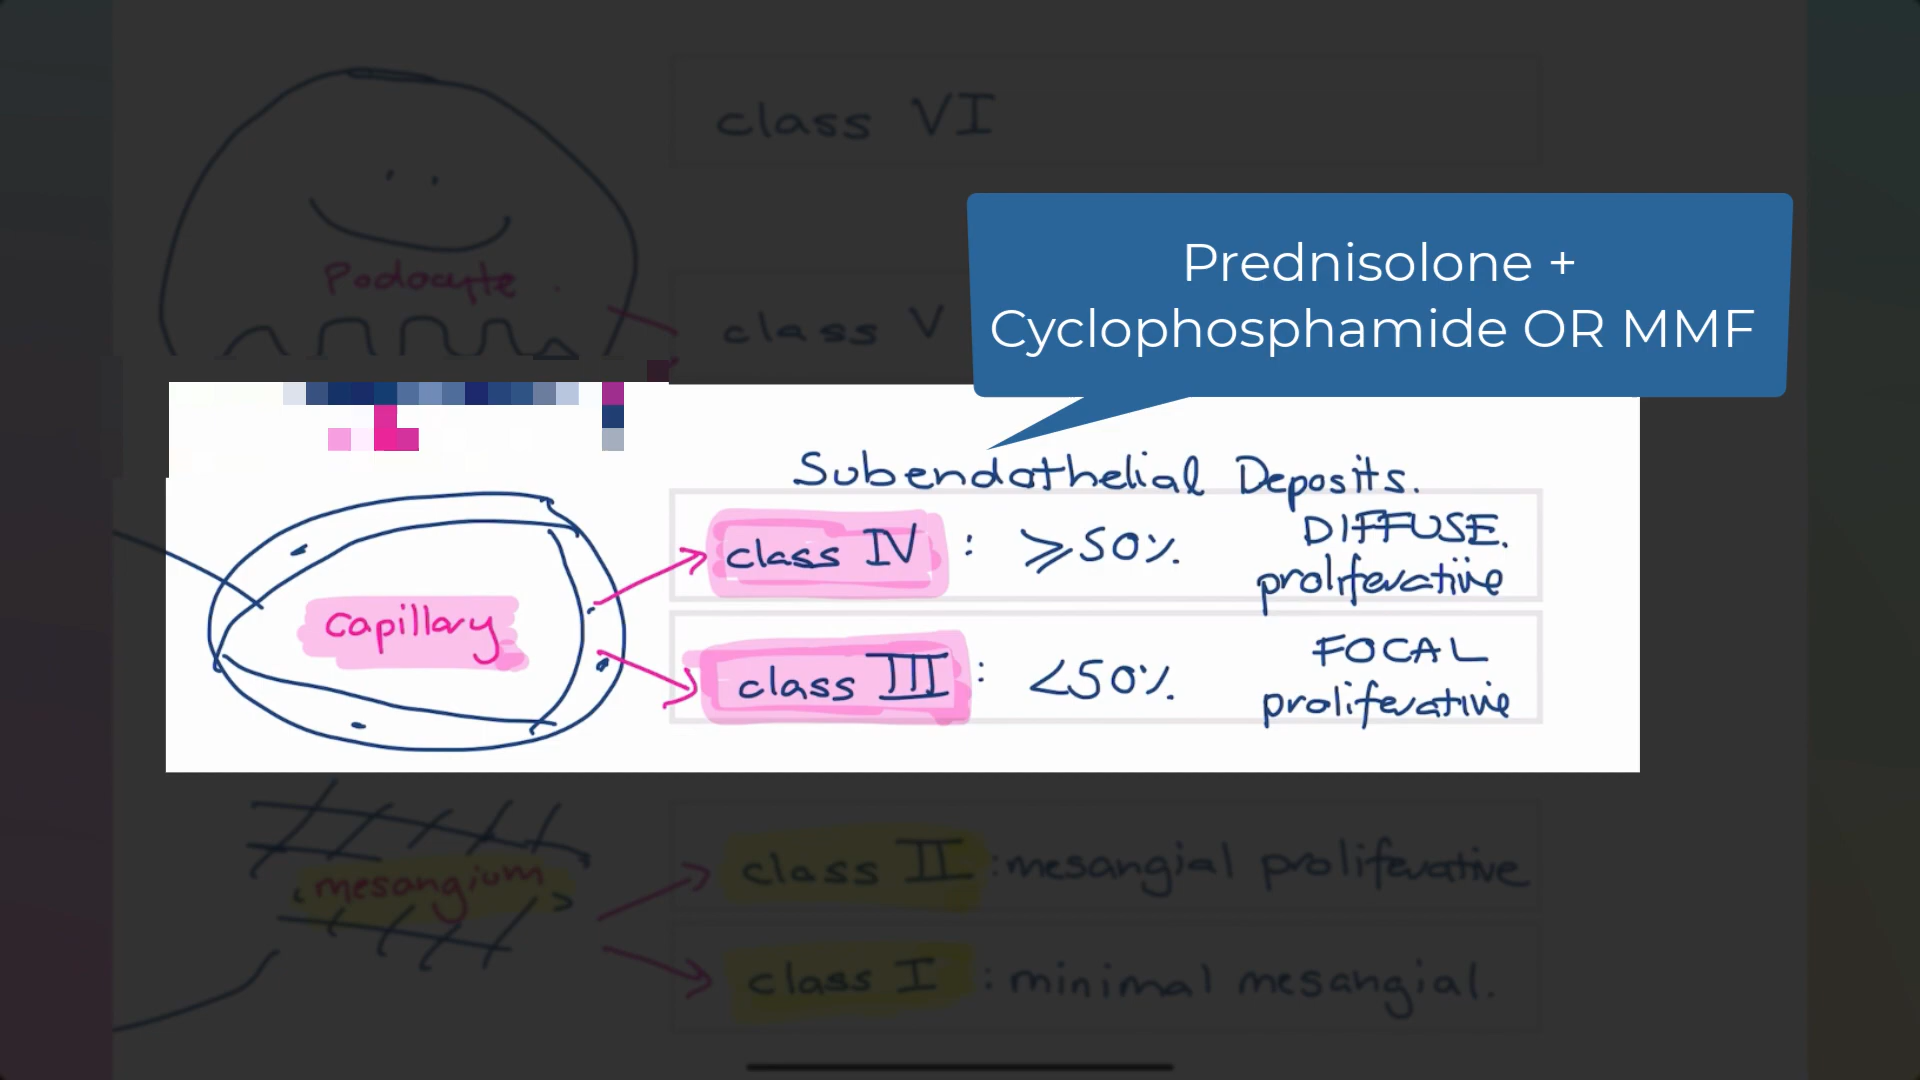 class VI
Prednisolone +
Cyclophosphamide OR MMF
Podocyte
class V
Subendothelial Deposits.
class IV : ⩾50% DIFFUSE.
proliferative
capillary
class III : <50% FOCAL
proliferative
mesangium
class II : mesangial proliferative
class I : minimal mesangial.